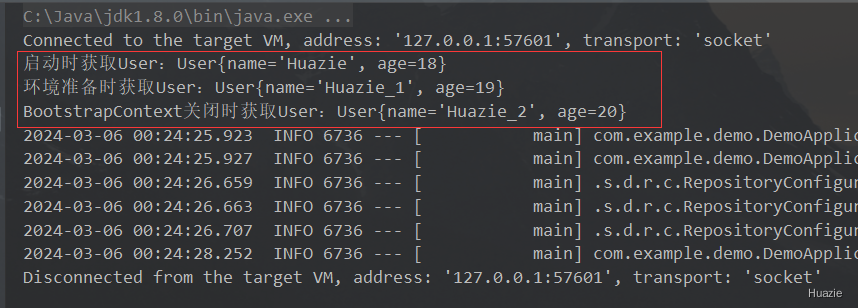 C:\Java\jdk1.8.0\bin\java.exe ...
Connected to the target VM, address: '127.0.0.1:57601', transport: 'socket'
启动时获取User：User{name='Huazie', age=18}
环境准备时获取User：User{name='Huazie_1', age=19}
BootstrapContext关闭时获取User：User{name='Huazie_2', age=20}
2024-03-06 00:24:25.923  INFO 6736 --- [           main] com.example.demo.DemoApplic
2024-03-06 00:24:25.927  INFO 6736 --- [           main] com.example.demo.DemoApplic
2024-03-06 00:24:26.659  INFO 6736 --- [           main] .s.d.r.c.RepositoryConfigur
2024-03-06 00:24:26.663  INFO 6736 --- [           main] .s.d.r.c.RepositoryConfigur
2024-03-06 00:24:26.707  INFO 6736 --- [           main] .s.d.r.c.RepositoryConfigur
2024-03-06 00:24:28.252  INFO 6736 --- [           main] com.example.demo.DemoApplic
Disconnected from the target VM, address: '127.0.0.1:57601', transport: 'socket'
Huazie